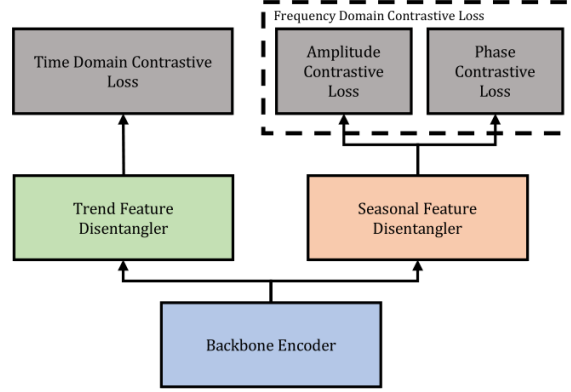 Frequency Domain Contrastive Loss
Time Domain Contrastive
Loss
Amplitude
Contrastive
Loss
Phase
Contrastive
Loss
Trend Feature
Disentangler
Seasonal Feature
Disentangler
Backbone Encoder